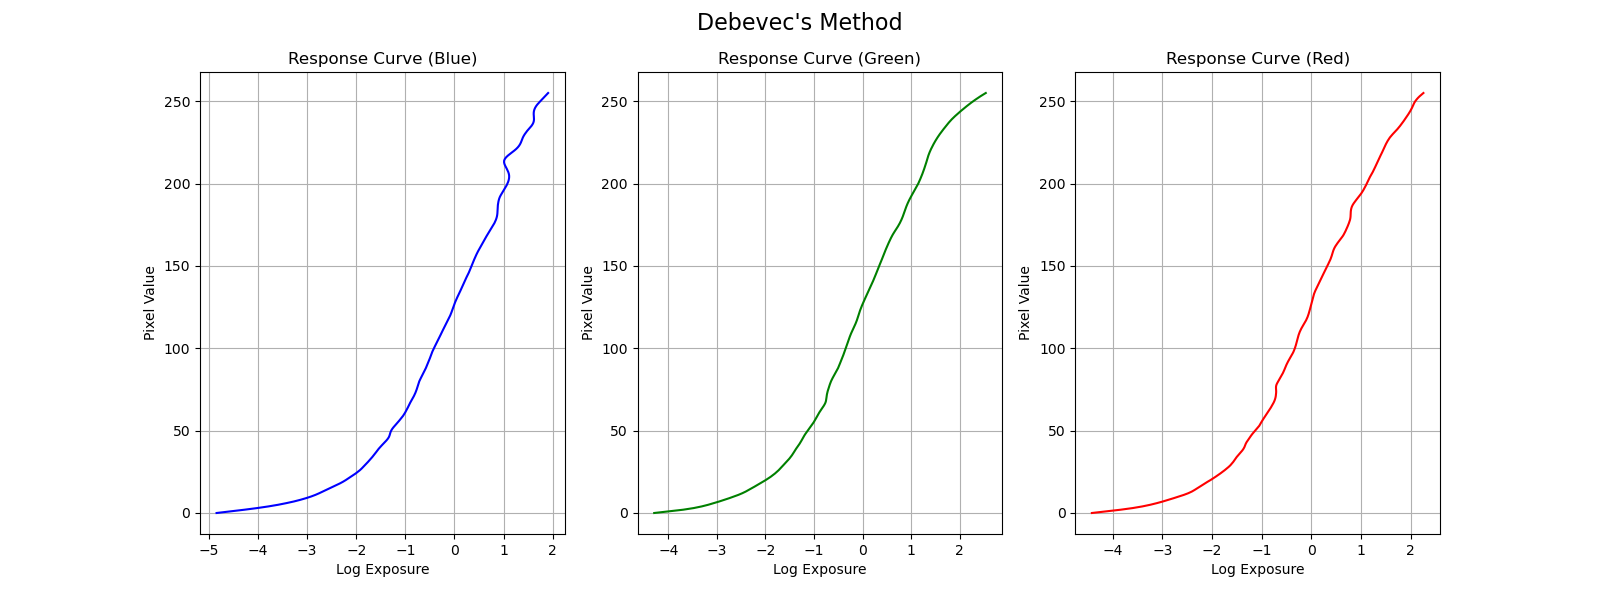 Debevec's Method
Response Curve (Blue)
Response Curve (Green)
Response Curve (Red)
Pixel Value
250
200
150
100
50
0
−5 −4 −3 −2 −1 0 1 2
Log Exposure
Pixel Value
250
200
150
100
50
0
−4 −3 −2 −1 0 1 2
Log Exposure
Pixel Value
250
200
150
100
50
0
−4 −3 −2 −1 0 1 2
Log Exposure